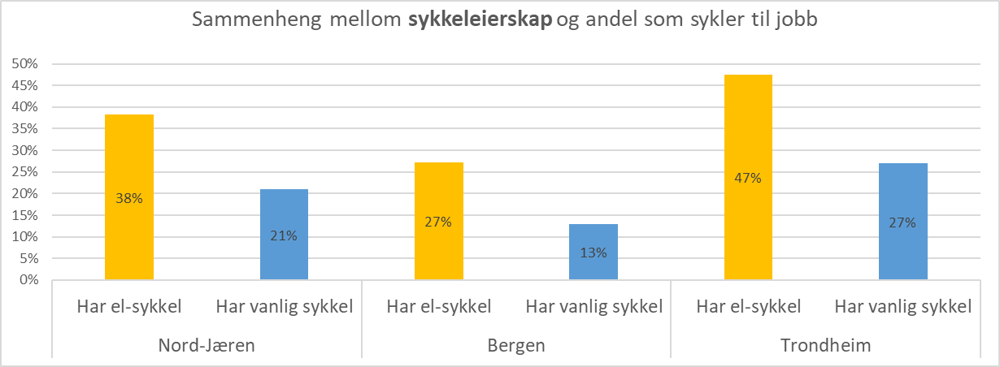 Sammenheng mellom sykkeleierskap og andel som sykler til jobb
50%
45%
40%
35%
30%
25%
20%
15%
10%
5%
0%
38%
21%
27%
13%
47%
27%
Har el-sykkel
Har vanlig sykkel
Har el-sykkel
Har vanlig sykkel
Har el-sykkel
Har vanlig sykkel
Nord-Jæren
Bergen
Trondheim